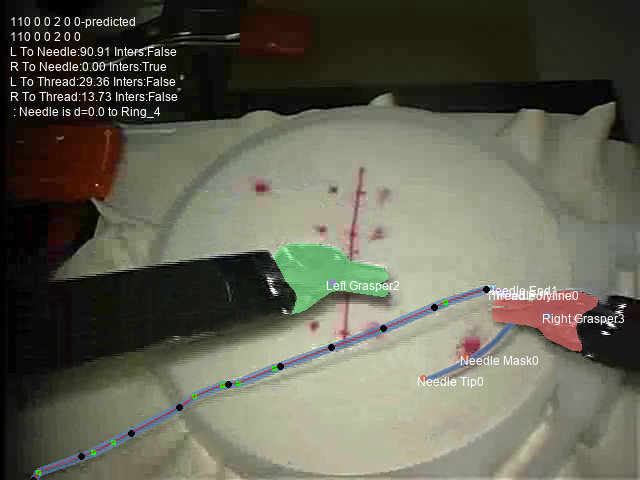 110 0 0 2 0 0-predicted
110 0 0 2 0 0
L To Needle:90.91 Inters:False
R To Needle:0.00 Inters:True
L To Thread:29.36 Inters:False
R To Thread:13.73 Inters:False
: Needle is d=0.0 to Ring_4
Left Grasper2
Needle End1
Thread Polyline0
Right Grasper3
Needle Mask0
Needle Tip0